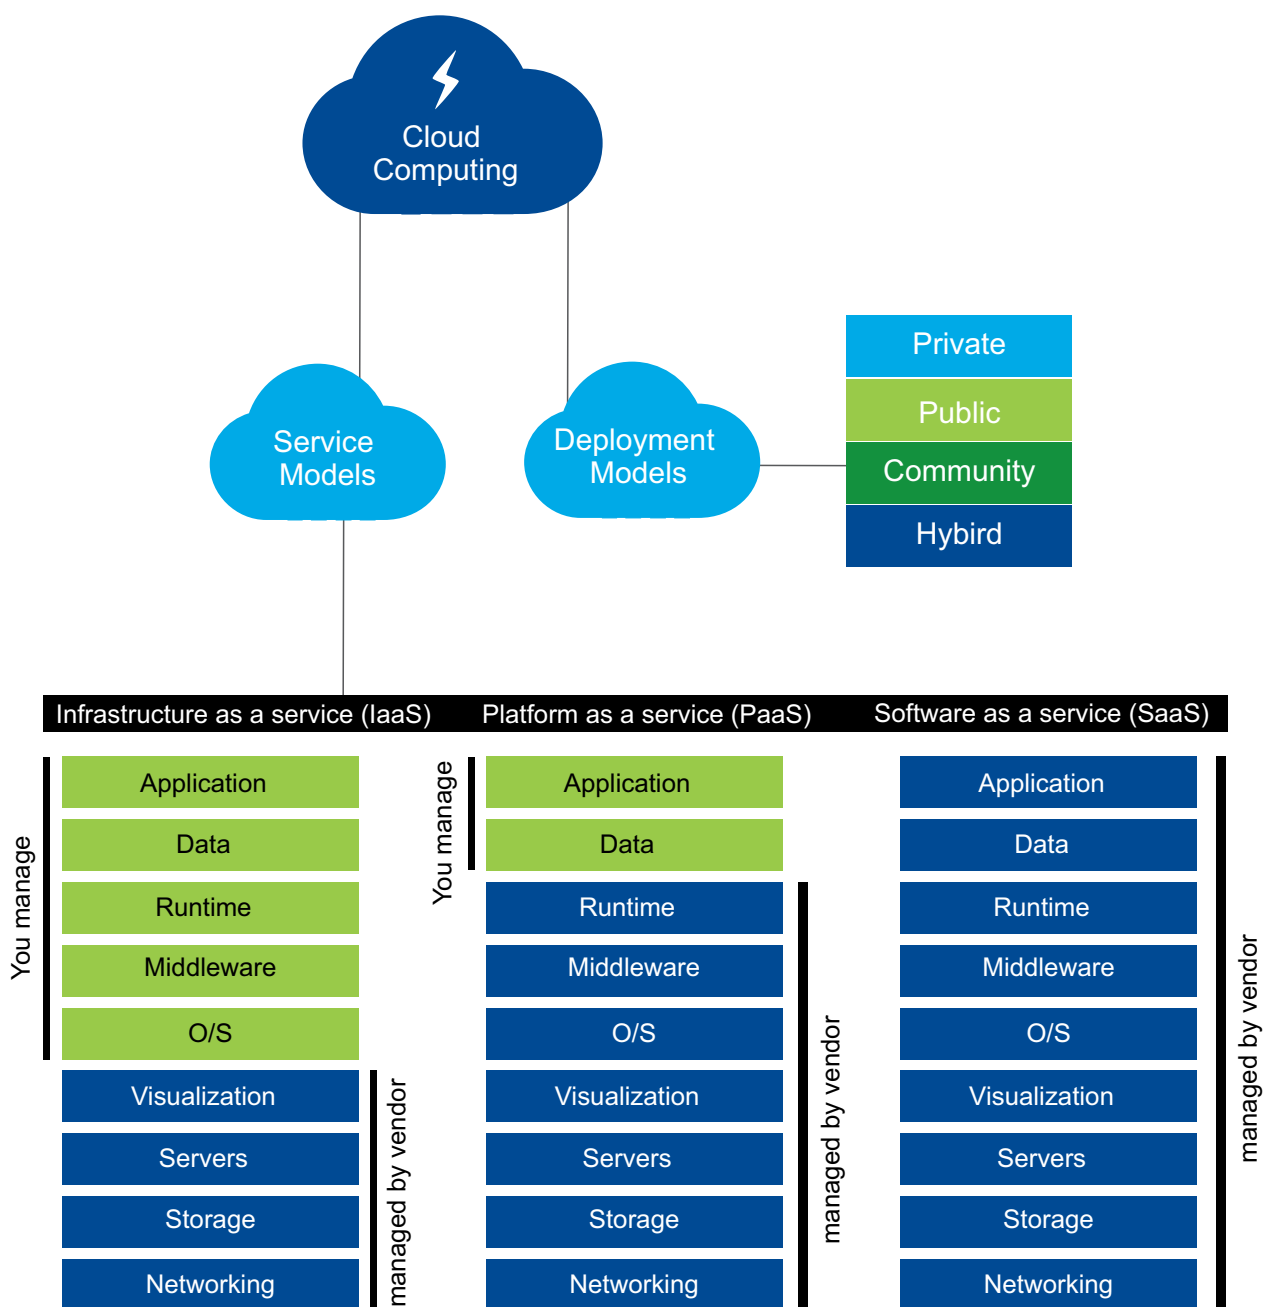 Cloud
Computing
Service
Models
Deployment
Models
Private
Public
Community
Hybird
Infrastructure as a service (IaaS)
Platform as a service (PaaS)
Software as a service (SaaS)
You manage
Application
Data
Runtime
Middleware
O/S
Visualization
Servers
Storage
Networking
managed by vendor
You manage
Application
Data
Runtime
Middleware
O/S
Visualization
Servers
Storage
Networking
managed by vendor
Application
Data
Runtime
Middleware
O/S
Visualization
Servers
Storage
Networking
managed by vendor